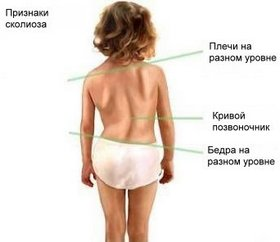 Признаки
сколиоза
Плечи на
разном уровне
Кривой
позвоночник
Бедра на
разном уровне